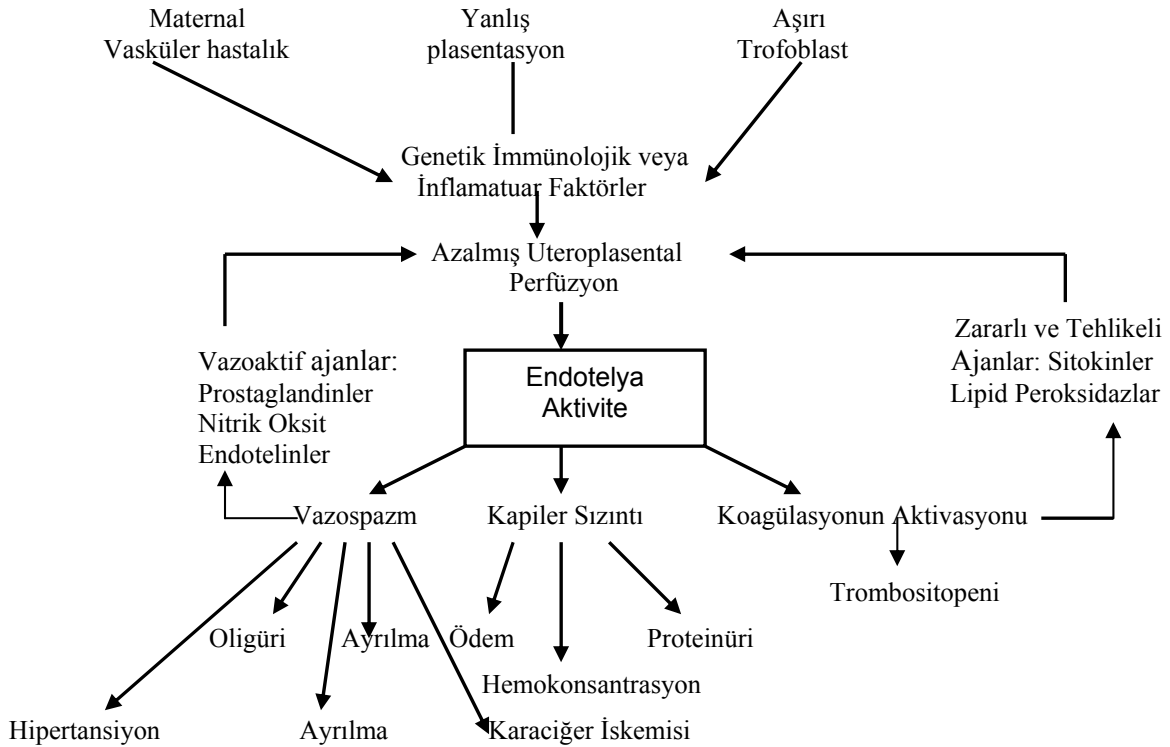 Maternal
Vasküler hastalık
Yanlış
plasentasyon
Aşırı
Trofoblast
Genetik İmmünolojik veya
İnflamatuar Faktörler
Azalmış Uteroplasental
Perfüzyon
Vazoaktif ajanlar:
Prostaglandinler
Nitrik Oksit
Endotelinler
Endotelya
Aktivite
Zararlı ve Tehlikeli
Ajanlar: Sitokinler
Lipid Peroksidazlar
Vazospazm
Kapiler Sızıntı
Koagülasyonun Aktivasyonu
Trombositopeni
Oligüri
Ayrılma
Ödem
Proteinüri
Hemokonsantrasyon
Hipertansiyon
Ayrılma
Karaciğer İskemisi